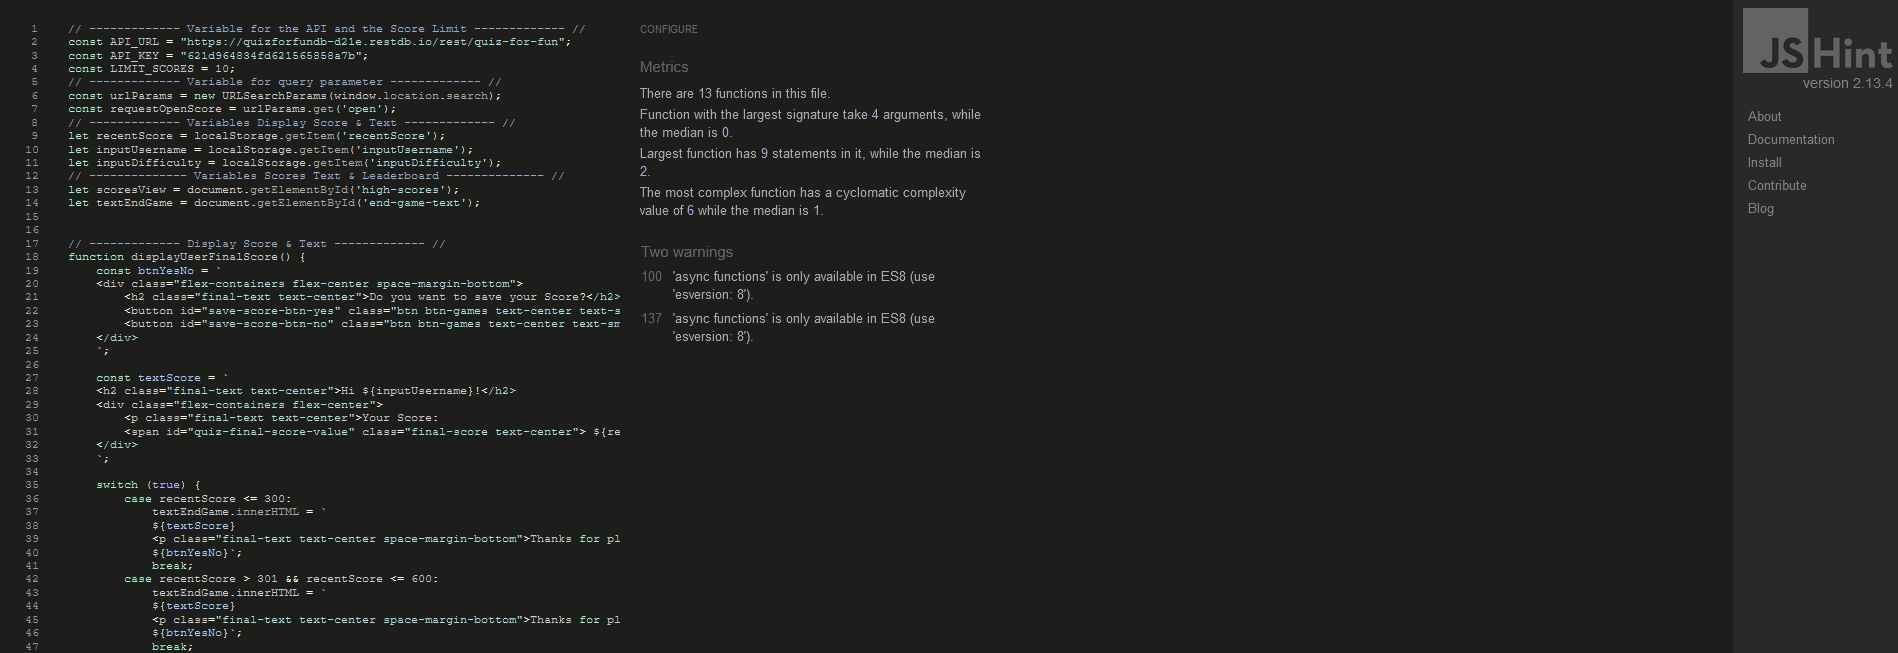 1 // ------------- Variable for the API and the Score Limit ------------- //
2 const API_URL = "https://quizforfundb-d21e.restdb.io/rest/quiz-for-fun";
3 const API_KEY = "621d964834fd621565858a7b";
4 const LIMIT_SCORES = 10;
5 // ------------- Variable for query parameter ------------- //
6 const urlParams = new URLSearchParams(window.location.search);
7 const requestOpenScore = urlParams.get('open');
8 // ------------- Variables Display Score & Text ------------- //
9 let recentScore = localStorage.getItem('recentScore');
10 let inputUsername = localStorage.getItem('inputUsername');
11 let inputDifficulty = localStorage.getItem('inputDifficulty');
12 // -------------- Variables Scores Text & Leaderboard -------------- //
13 let scoresView = document.getElementById('high-scores');
14 let textEndGame = document.getElementById('end-game-text');
15
16
17 // ------------- Display Score & Text ------------- //
18 function displayUserFinalScore() {
19 const btnYesNo = `
20 <div class="flex-containers flex-center space-margin-bottom">
21 <h2 class="final-text text-center">Do you want to save your Score?</h2>
22 <button id="save-score-btn-yes" class="btn btn-games text-center text-s
23 <button id="save-score-btn-no" class="btn btn-games text-center text-sm
24 </div>
25 `;
26
27 const textScore = `
28 <h2 class="final-text text-center">Hi ${inputUsername}!</h2>
29 <div class="flex-containers flex-center">
30 <p class="final-text text-center">Your Score:
31 <span id="quiz-final-score-value" class="final-score text-center"> ${re
32 </div>
33 `;
34
35 switch (true) {
36 case recentScore <= 300:
37 textEndGame.innerHTML = `
38 ${textScore}
39 <p class="final-text text-center space-margin-bottom">Thanks for pl
40 ${btnYesNo}`;
41 break;
42 case recentScore > 301 && recentScore <= 600:
43 textEndGame.innerHTML = `
44 ${textScore}
45 <p class="final-text text-center space-margin-bottom">Thanks for pl
46 ${btnYesNo}`;
47 break;
CONFIGURE
Metrics
There are 13 functions in this file.
Function with the largest signature take 4 arguments, while
the median is 0.
Largest function has 9 statements in it, while the median is
2.
The most complex function has a cyclomatic complexity
value of 6 while the median is 1.
Two warnings
100 'async functions' is only available in ES8 (use
'esversion: 8').
137 'async functions' is only available in ES8 (use
'esversion: 8').
JSHint
version 2.13.4
About
Documentation
Install
Contribute
Blog